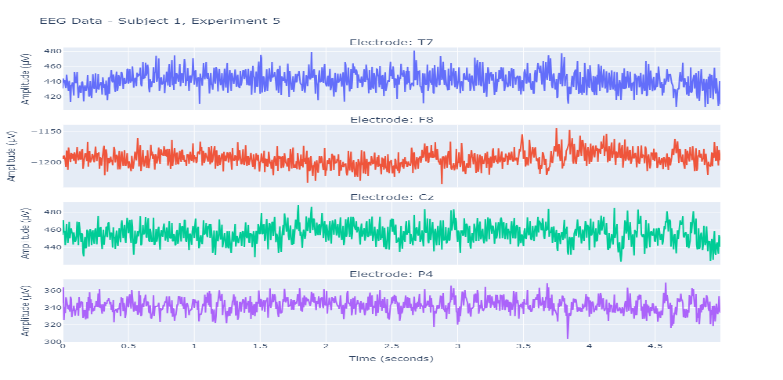 EEG Data - Subject 1, Experiment 5
Electrode: T7
480
460
440
420
Amplitude (µV)
Electrode: F8
−1150
−1200
Amplitude (µV)
Electrode: Cz
480
460
440
Amplitude (µV)
Electrode: P4
360
340
320
300
Amplitude (µV)
0 0.5 1 1.5 2 2.5 3 3.5 4 4.5
Time (seconds)